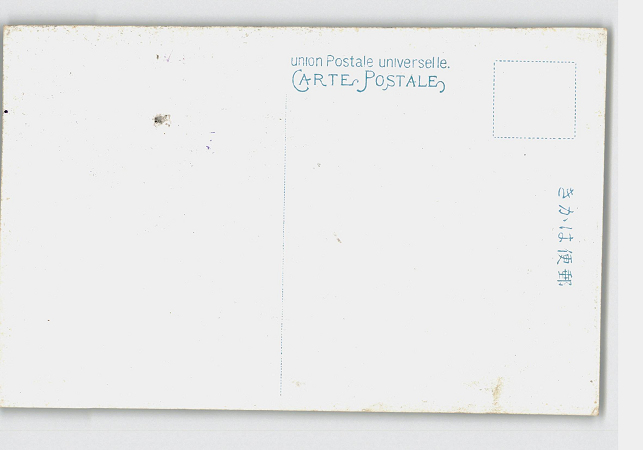 union Postale universelle.
CARTE POSTALE
きかは便郵